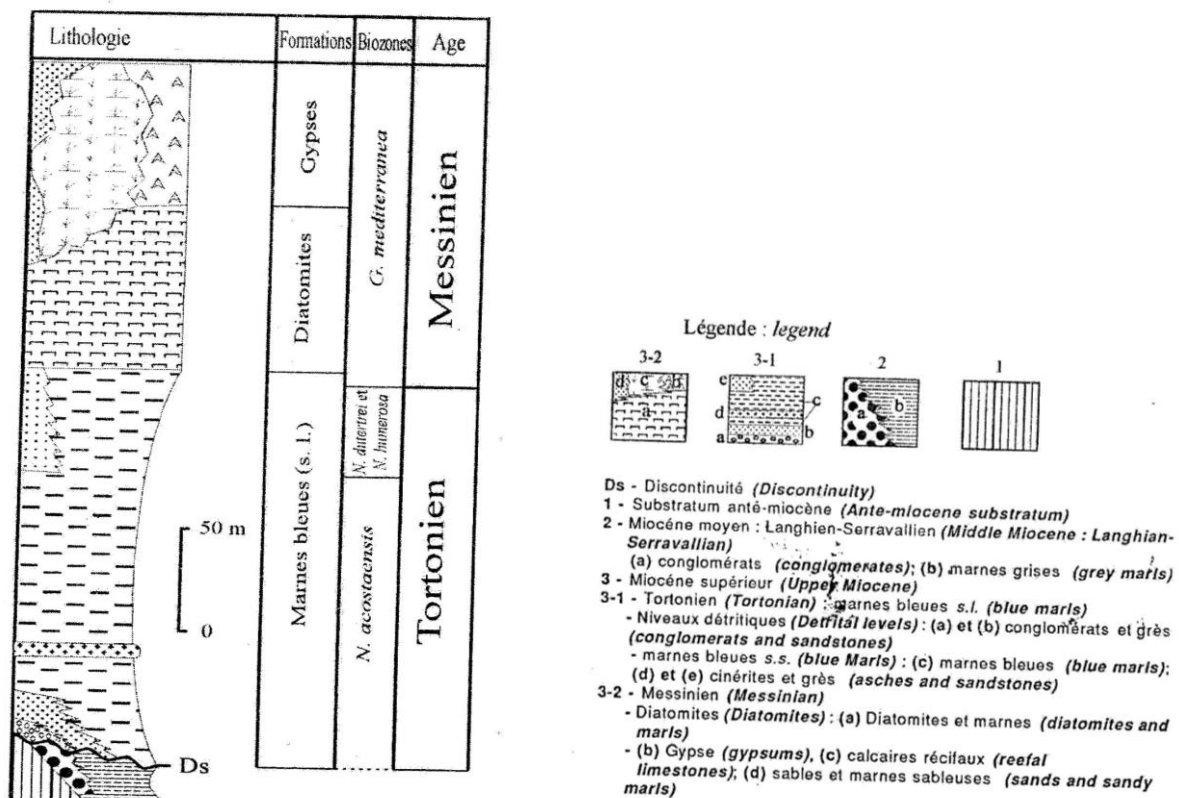 Lithologie
Formations
Biozones
Age
Gypses
Diatomites
Marnes bleues (s. l.)
G. mediterranea
N. dutertrei et
N. humerosa
N. acostaensis
Messinien
Tortonien
50 m
0
Ds
Légende : legend
3-2
3-1
2
1
d
c
b
a
e
d
a
c
b
a
b
Ds - Discontinuité (Discontinuity)
1 - Substratum anté-miocène (Ante-miocene substratum)
2 - Miocéne moyen : Langhien-Serravallien (Middle Miocene : Langhian-
Serravallian)
(a) conglomérats (conglomerates); (b) marnes grises (grey marls)
3 - Miocéne supérieur (Upper Miocene)
3-1 - Tortonien (Tortonian) : marnes bleues s.l. (blue marls)
- Niveaux détritiques (Detrital levels) : (a) et (b) conglomérats et grès
(conglomerats and sandstones)
- marnes bleues s.s. (blue Marls) : (c) marnes bleues (blue marls);
(d) et (e) cinérites et grès (asches and sandstones)
3-2 - Messinien (Messinian)
- Diatomites (Diatomites) : (a) Diatomites et marnes (diatomites and
marls)
- (b) Gypse (gypsums), (c) calcaires récifaux (reefal
limestones); (d) sables et marnes sableuses (sands and sandy
marls)